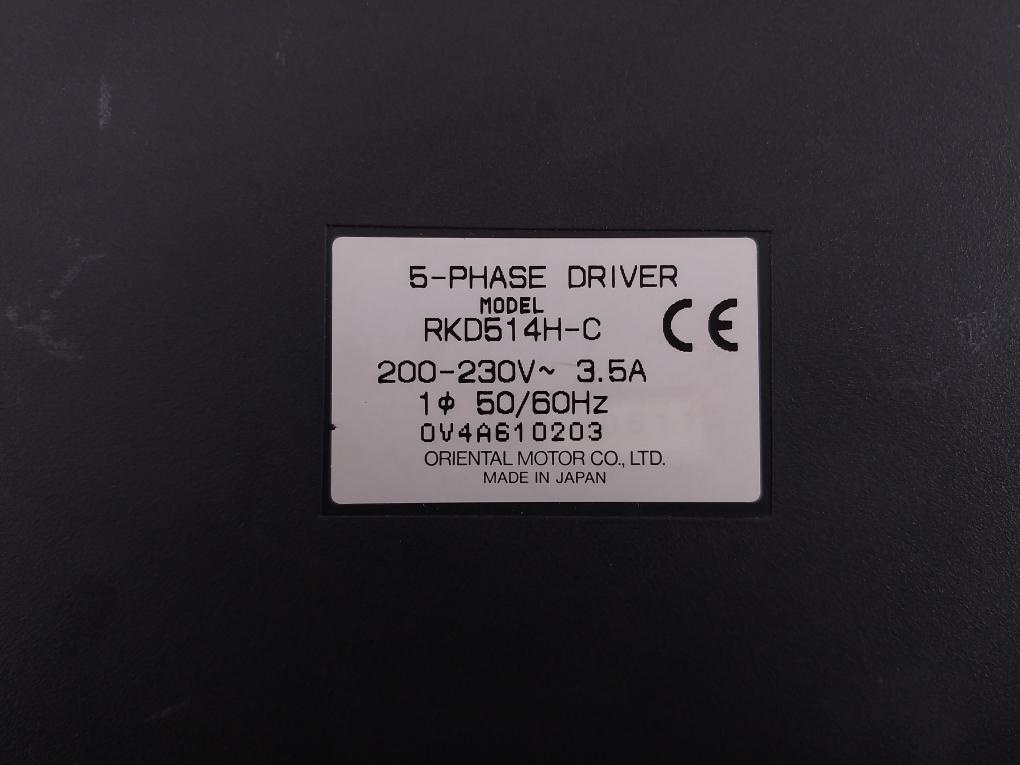 5-PHASE DRIVER
MODEL
RKD514H-C
CE
200-230V~ 3.5A
1ϕ 50/60Hz
0V4A610203
ORIENTAL MOTOR CO., LTD.
MADE IN JAPAN